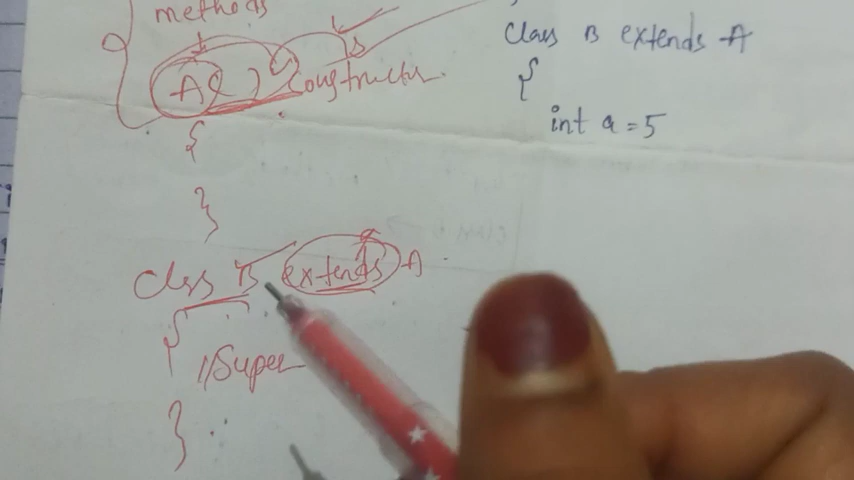 methods
A( ) Constructor.
{
}
Class B extends A
{
//Super
}
Class B extends A
{
int a = 5